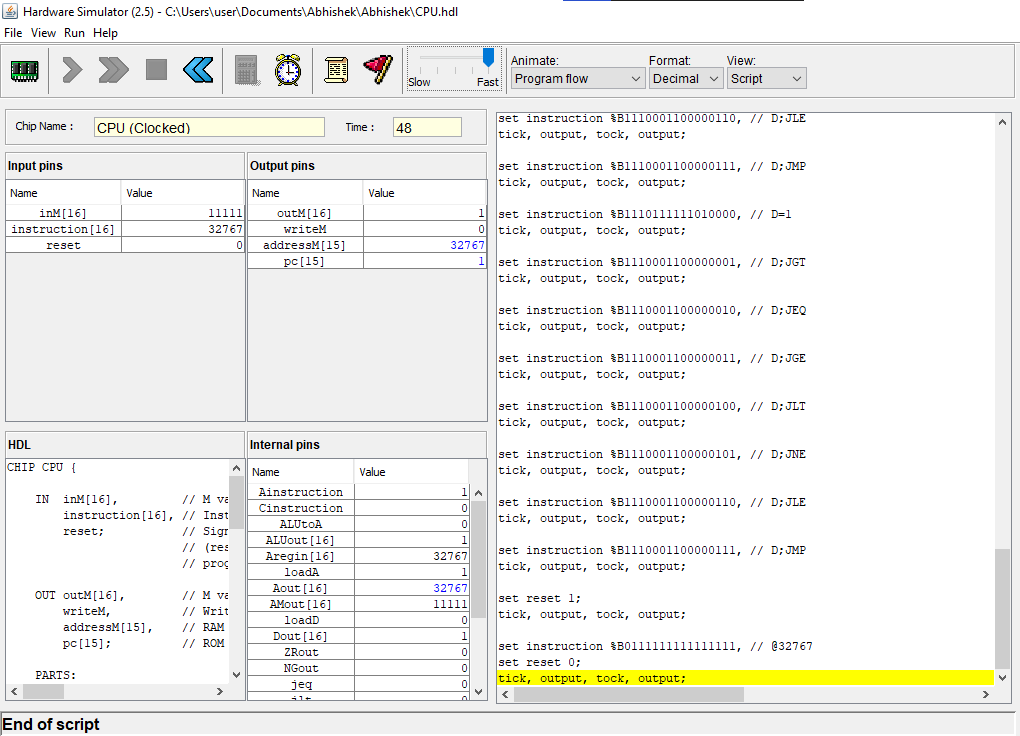 Hardware Simulator (2.5) - C:\Users\user\Documents\Abhishek\Abhishek\CPU.hdl
File View Run Help
Slow Fast
Animate: Format: View:
Program flow Decimal Script
Chip Name : CPU (Clocked) Time : 48
Input pins
Name Value
inM[16] 11111
instruction[16] 32767
reset 0
Output pins
Name Value
outM[16] 1
writeM 0
addressM[15] 32767
pc[15] 1
HDL
CHIP CPU {
IN inM[16], // M va
instruction[16], // Inst
reset; // Sign
// (res
// prog
OUT outM[16], // M va
writeM, // Writ
addressM[15], // RAM
pc[15]; // ROM
PARTS:
Internal pins
Name Value
Ainstruction 1
Cinstruction 0
ALUtoA 0
ALUout[16] 1
Aregin[16] 32767
loadA 1
Aout[16] 32767
AMout[16] 11111
loadD 0
Dout[16] 1
ZRout 0
NGout 0
jeq 0
jlt 0
set instruction %B1110001100000110, // D;JLE
tick, output, tock, output;
set instruction %B1110001100000111, // D;JMP
tick, output, tock, output;
set instruction %B1110111111010000, // D=1
tick, output, tock, output;
set instruction %B1110001100000001, // D;JGT
tick, output, tock, output;
set instruction %B1110001100000010, // D;JEQ
tick, output, tock, output;
set instruction %B1110001100000011, // D;JGE
tick, output, tock, output;
set instruction %B1110001100000100, // D;JLT
tick, output, tock, output;
set instruction %B1110001100000101, // D;JNE
tick, output, tock, output;
set instruction %B1110001100000110, // D;JLE
tick, output, tock, output;
set instruction %B1110001100000111, // D;JMP
tick, output, tock, output;
set reset 1;
tick, output, tock, output;
set instruction %B0111111111111111, // @32767
set reset 0;
tick, output, tock, output;
End of script